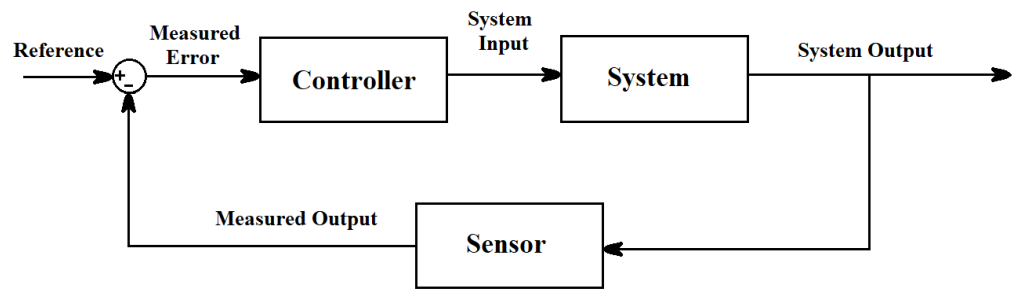 System
Input
Measured
Error
Reference
System Output
+
Controller
System
-
Measured Output
Sensor